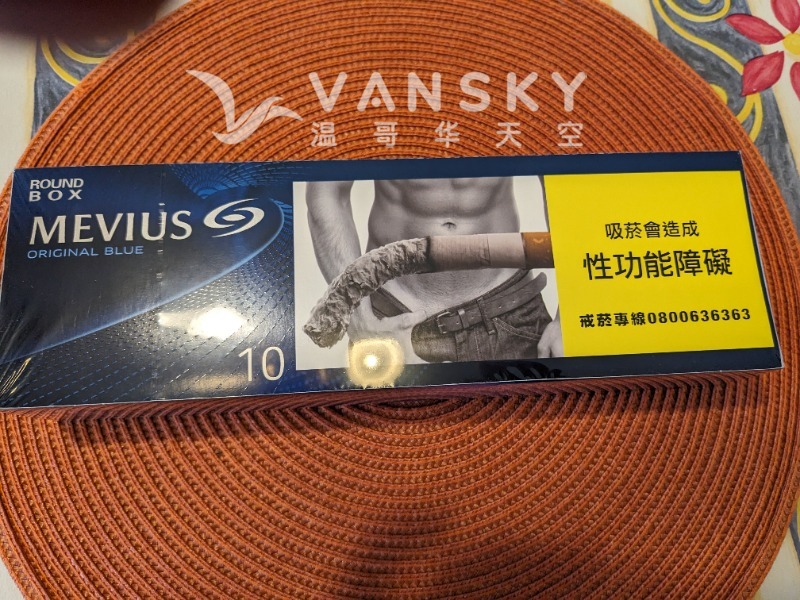 VANSKY
温哥华天空
ROUND
BOX
MEVIUS
ORIGINAL BLUE
10
吸菸會造成
性功能障礙
戒菸專線0800636363